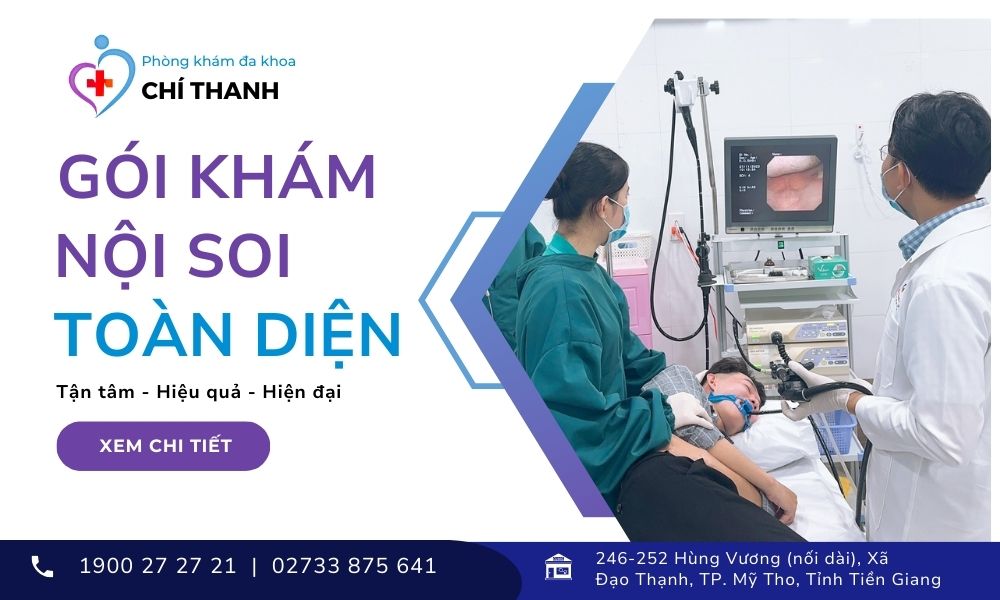 Phòng khám đa khoa
CHÍ THANH
GÓI KHÁM
NỘI SOI
TOÀN DIỆN
Tận tâm - Hiệu quả - Hiện đại
XEM CHI TIẾT
1900 27 27 21 | 02733 875 641
246-252 Hùng Vương (nối dài), Xã
Đạo Thạnh, TP. Mỹ Tho, Tỉnh Tiền Giang